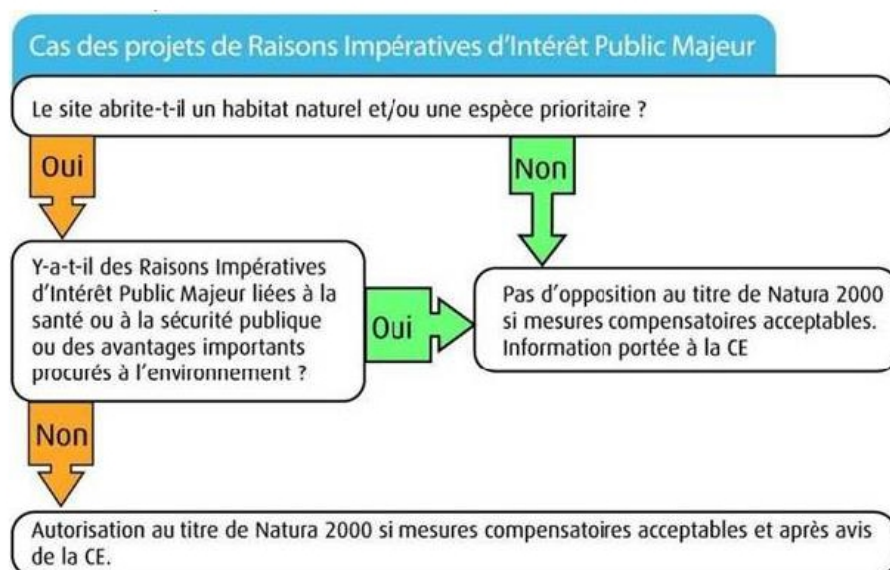 Cas des projets de Raisons Impératives d'Intérêt Public Majeur
Le site abrite-t-il un habitat naturel et/ou une espèce prioritaire ?
Oui
Non
Y-a-t-il des Raisons Impératives
d'Intérêt Public Majeur liées à la
santé ou à la sécurité publique
ou des avantages importants
procurés à l'environnement ?
Oui
Pas d'opposition au titre de Natura 2000
si mesures compensatoires acceptables.
Information portée à la CE
Non
Autorisation au titre de Natura 2000 si mesures compensatoires acceptables et après avis
de la CE.